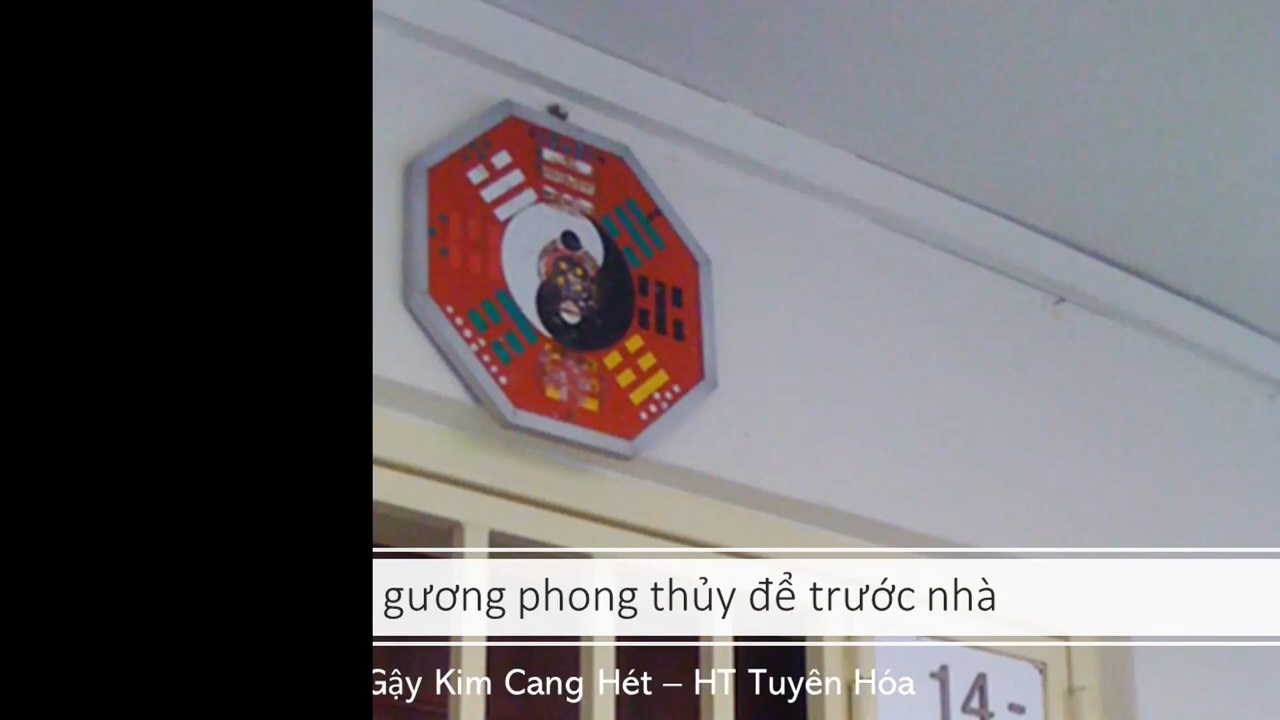 gương phong thủy để trước nhà
Gậy Kim Cang Hét – HT Tuyên Hóa
14-